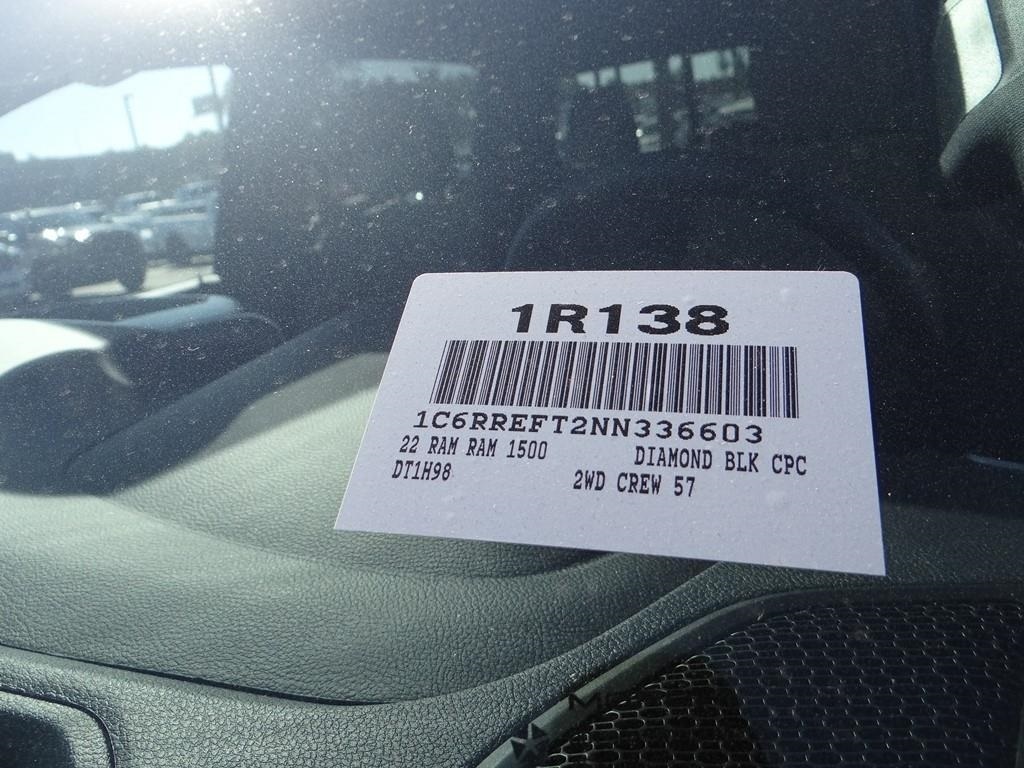 1R138
1C6RREFT2NN336603
22 RAM RAM 1500 DIAMOND BLK CPC
DT1H98 2WD CREW 57